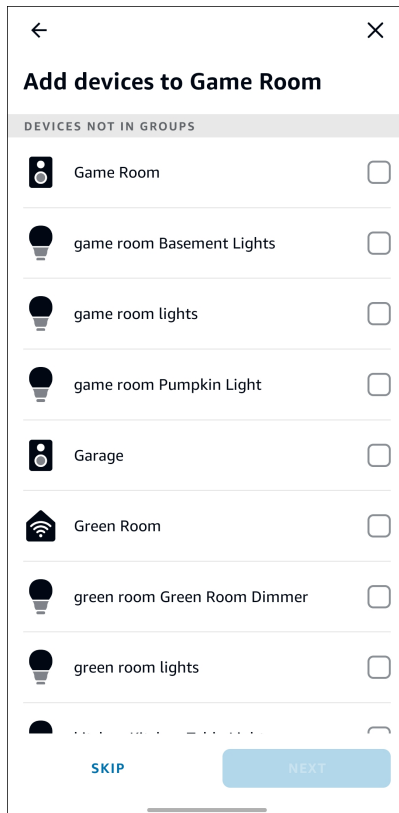 Add devices to Game Room
DEVICES NOT IN GROUPS
Game Room
game room Basement Lights
game room lights
game room Pumpkin Light
Garage
Green Room
green room Green Room Dimmer
green room lights
SKIP
NEXT